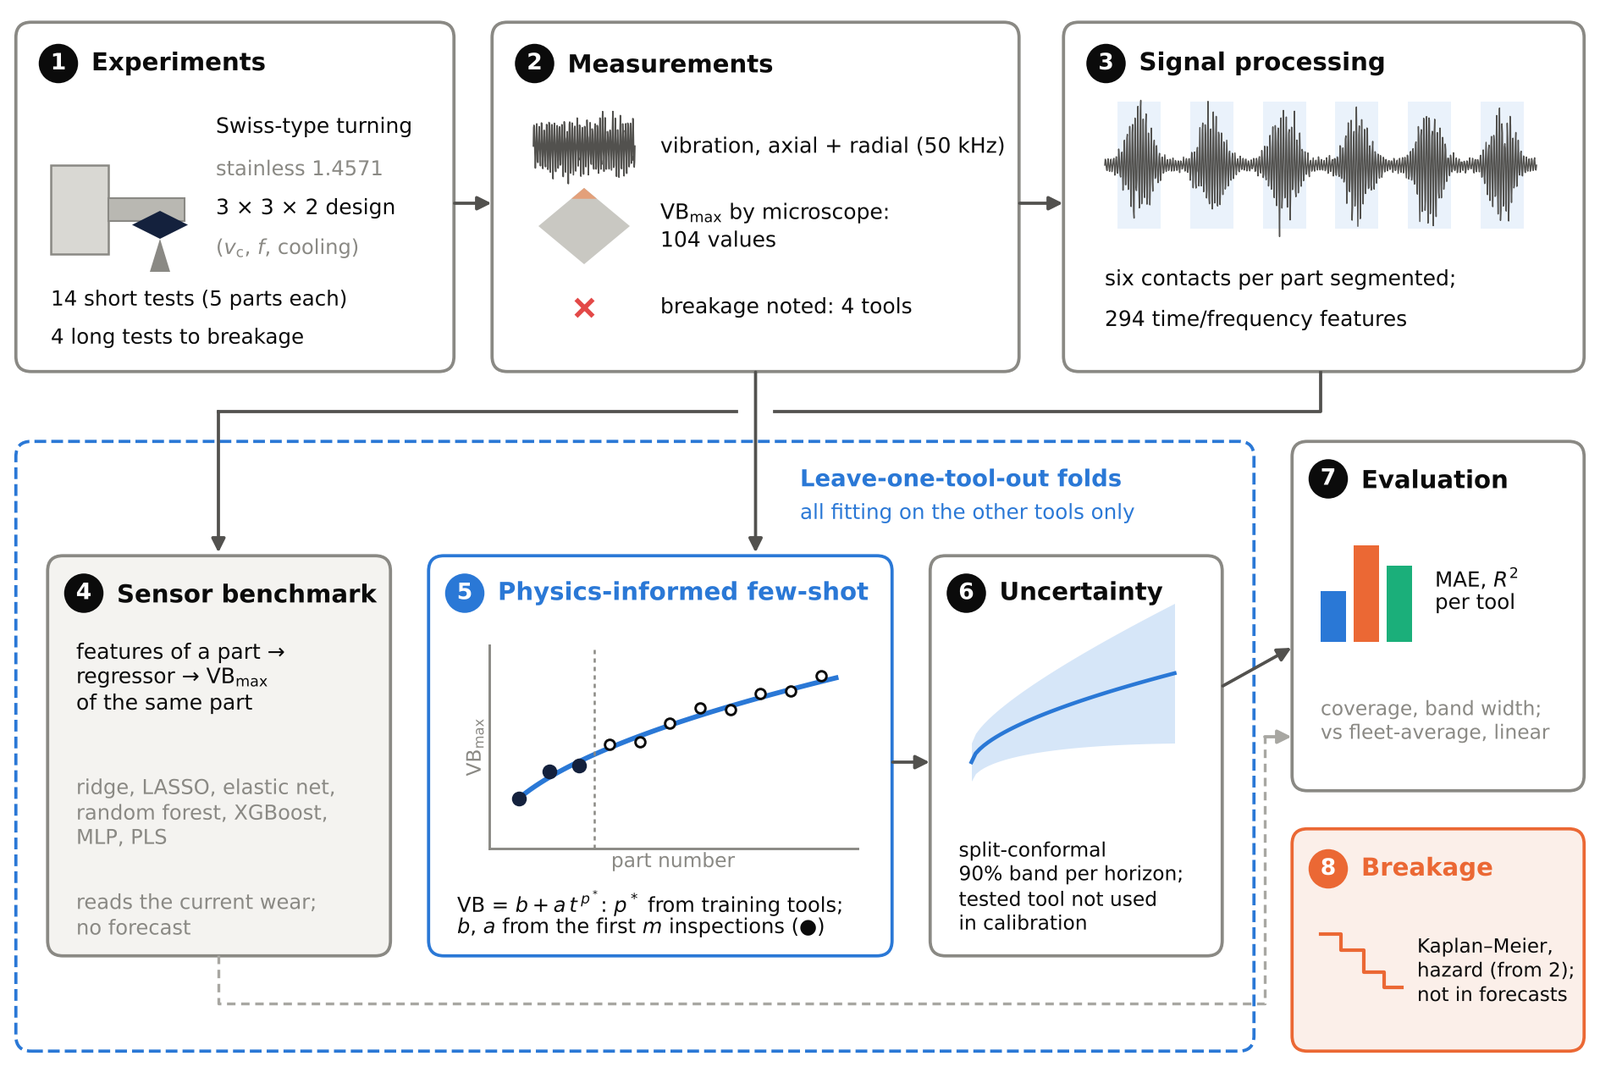 1 Experiments
Swiss-type turning
stainless 1.4571
3 × 3 × 2 design
(vc, f, cooling)
14 short tests (5 parts each)
4 long tests to breakage
2 Measurements
vibration, axial + radial (50 kHz)
VBmax by microscope:
104 values
breakage noted: 4 tools
3 Signal processing
six contacts per part segmented;
294 time/frequency features
Leave-one-tool-out folds
all fitting on the other tools only
4 Sensor benchmark
features of a part →
regressor → VBmax
of the same part
ridge, LASSO, elastic net,
random forest, XGBoost,
MLP, PLS
reads the current wear;
no forecast
5 Physics-informed few-shot
VBmax
part number
VB = b + a t^p* : p* from training tools;
b, a from the first m inspections (●)
6 Uncertainty
split-conformal
90% band per horizon;
tested tool not used
in calibration
7 Evaluation
MAE, R²
per tool
coverage, band width;
vs fleet-average, linear
8 Breakage
Kaplan–Meier,
hazard (from 2);
not in forecasts